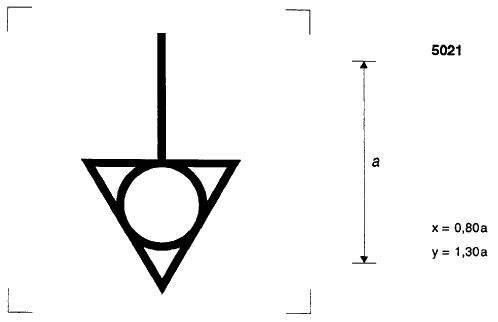 5021
a
x = 0,80a
y = 1,30a